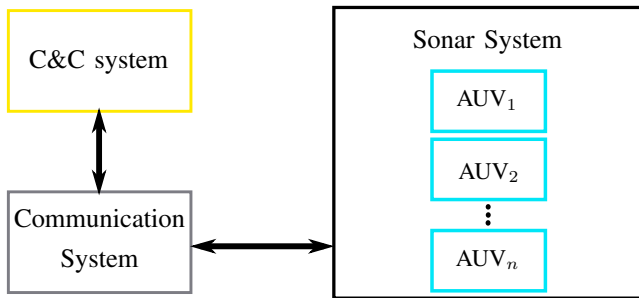 C&C system
Communication
System
Sonar System
AUV₁
AUV₂
AUVₙ